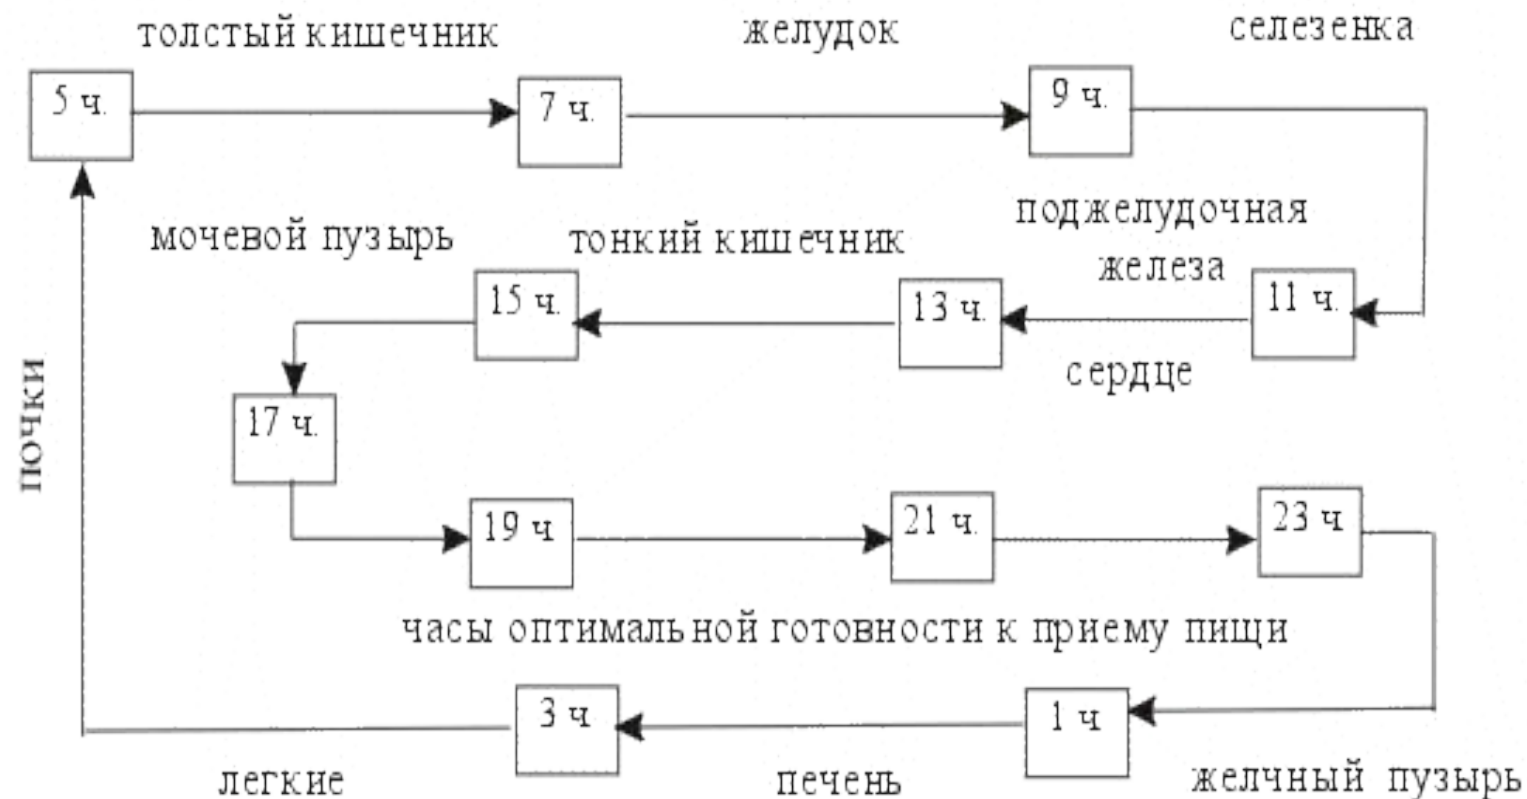 толстый кишечник
желудок
селезенка
5 ч.
7 ч.
9 ч.
мочевой пузырь
тонкий кишечник
поджелудочная
железа
15 ч.
13 ч.
11 ч.
сердце
почки
17 ч.
19 ч
21 ч.
23 ч
часы оптимальной готовности к приему пищи
3 ч
1 ч
легкие
печень
желчный пузырь